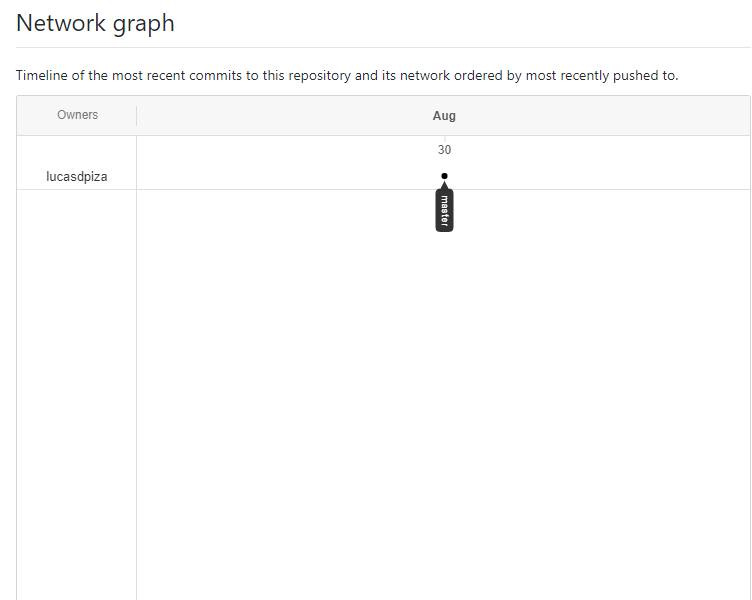 Network graph
Timeline of the most recent commits to this repository and its network ordered by most recently pushed to.
Owners
Aug
30
lucasdpiza
master